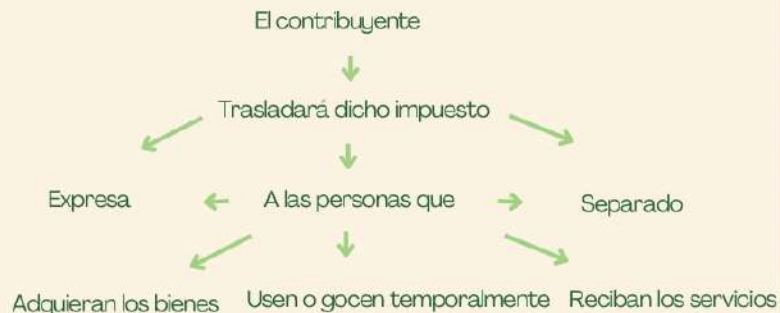 El contribuyente
Trasladará dicho impuesto
Expresa
A las personas que
Separado
Adquieran los bienes
Usen o gocen temporalmente
Reciban los servicios